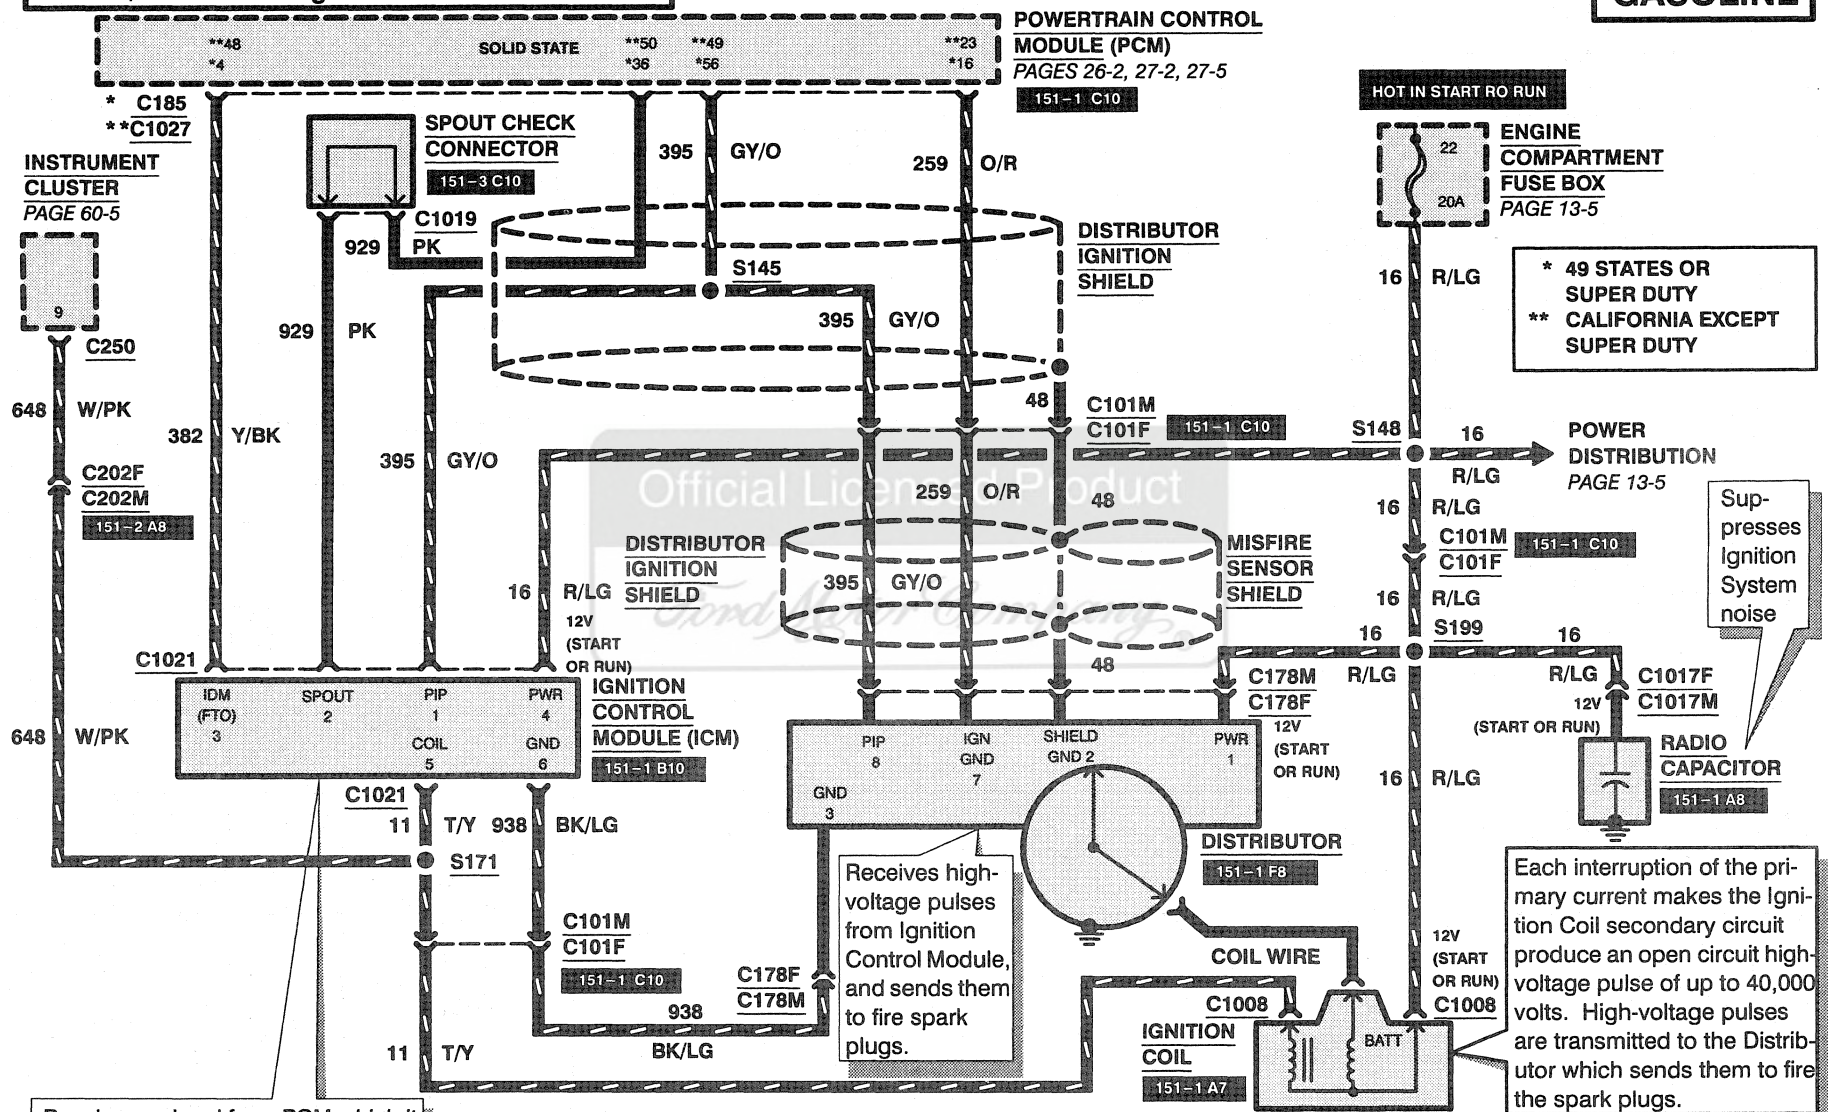 GASOLINE
**48
*4
SOLID STATE
**50
*36
**49
*56
**23
*16
POWERTRAIN CONTROL
MODULE (PCM)
PAGES 26-2, 27-2, 27-5
151-1 C10
* C185
**C1027
SPOUT CHECK
CONNECTOR
151-3 C10
C1019
929 PK
395 GY/O
259 O/R
HOT IN START RO RUN
22
20A
ENGINE
COMPARTMENT
FUSE BOX
PAGE 13-5
INSTRUMENT
CLUSTER
PAGE 60-5
9
C250
DISTRIBUTOR
IGNITION
SHIELD
S145
16 R/LG
* 49 STATES OR
SUPER DUTY
** CALIFORNIA EXCEPT
SUPER DUTY
929 PK
395 GY/O
648 W/PK
382 Y/BK
395 GY/O
48
C101M
C101F
151-1 C10
S148
16
R/LG
POWER
DISTRIBUTION
PAGE 13-5
C202F
C202M
151-2 A8
Official Licensed Product
Ford Motor Company
259 O/R
48
16 R/LG
C101M
C101F
151-1 C10
Sup-
presses
Ignition
System
noise
DISTRIBUTOR
IGNITION
SHIELD
395 GY/O
MISFIRE
SENSOR
SHIELD
16 R/LG
12V
(START
OR RUN)
16 R/LG
S199
16
R/LG
16
R/LG
48
C1021
C178M
C178F
12V
(START
OR RUN)
C1017F
C1017M
12V
(START OR RUN)
IDM
(FTO)
3
SPOUT
2
PIP
1
PWR
4
COIL
5
GND
6
IGNITION
CONTROL
MODULE (ICM)
151-1 B10
648 W/PK
PIP
8
IGN
GND
7
SHIELD
GND 2
PWR
1
GND
3
16 R/LG
RADIO
CAPACITOR
151-1 A8
C1021
11 T/Y
938 BK/LG
S171
DISTRIBUTOR
151-1 F8
Receives high-
voltage pulses
from Ignition
Control Module,
and sends them
to fire spark
plugs.
Each interruption of the pri-
mary current makes the Igni-
tion Coil secondary circuit
produce an open circuit high-
voltage pulse of up to 40,000
volts. High-voltage pulses
are transmitted to the Distrib-
utor which sends them to fire
the spark plugs.
C101M
C101F
151-1 C10
C178F
C178M
938
BK/LG
COIL WIRE
12V
(START
OR RUN)
C1008
C1008
11 T/Y
IGNITION
COIL
151-1 A7
BATT